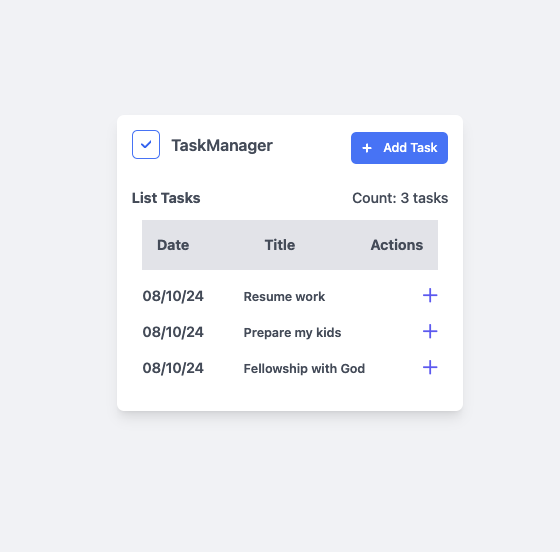 TaskManager
+ Add Task
List Tasks
Count: 3 tasks
Date Title Actions
08/10/24 Resume work +
08/10/24 Prepare my kids +
08/10/24 Fellowship with God +